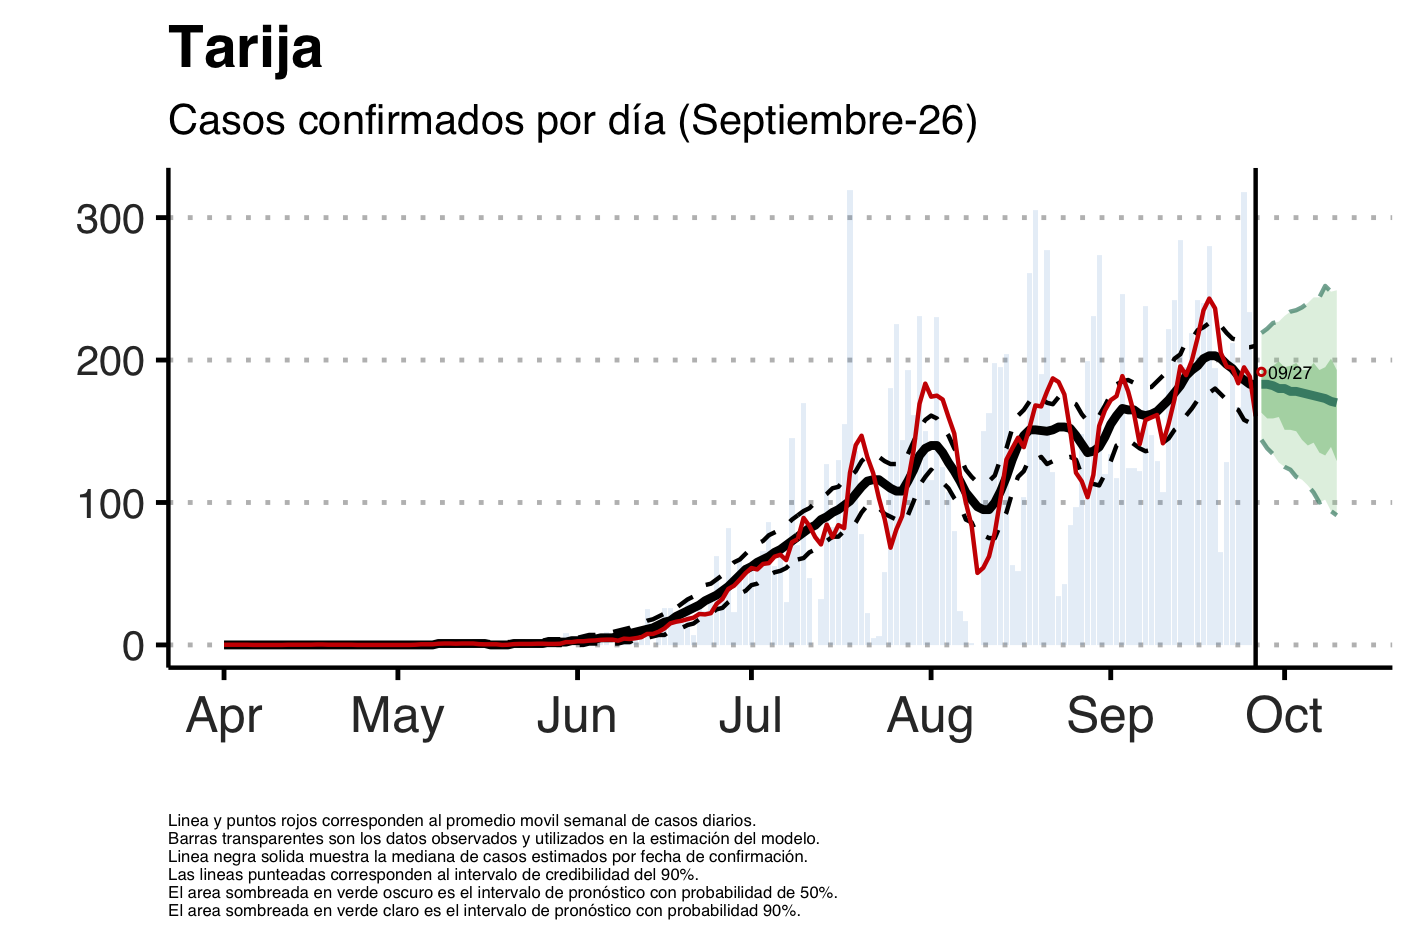 Tarija
Casos confirmados por día (Septiembre-26)
300
200
100
0
09/27
Apr May Jun Jul Aug Sep Oct
Linea y puntos rojos corresponden al promedio movil semanal de casos diarios.
Barras transparentes son los datos observados y utilizados en la estimación del modelo.
Linea negra solida muestra la mediana de casos estimados por fecha de confirmación.
Las lineas punteadas corresponden al intervalo de credibilidad del 90%.
El area sombreada en verde oscuro es el intervalo de pronóstico con probabilidad de 50%.
El area sombreada en verde claro es el intervalo de pronóstico con probabilidad 90%.